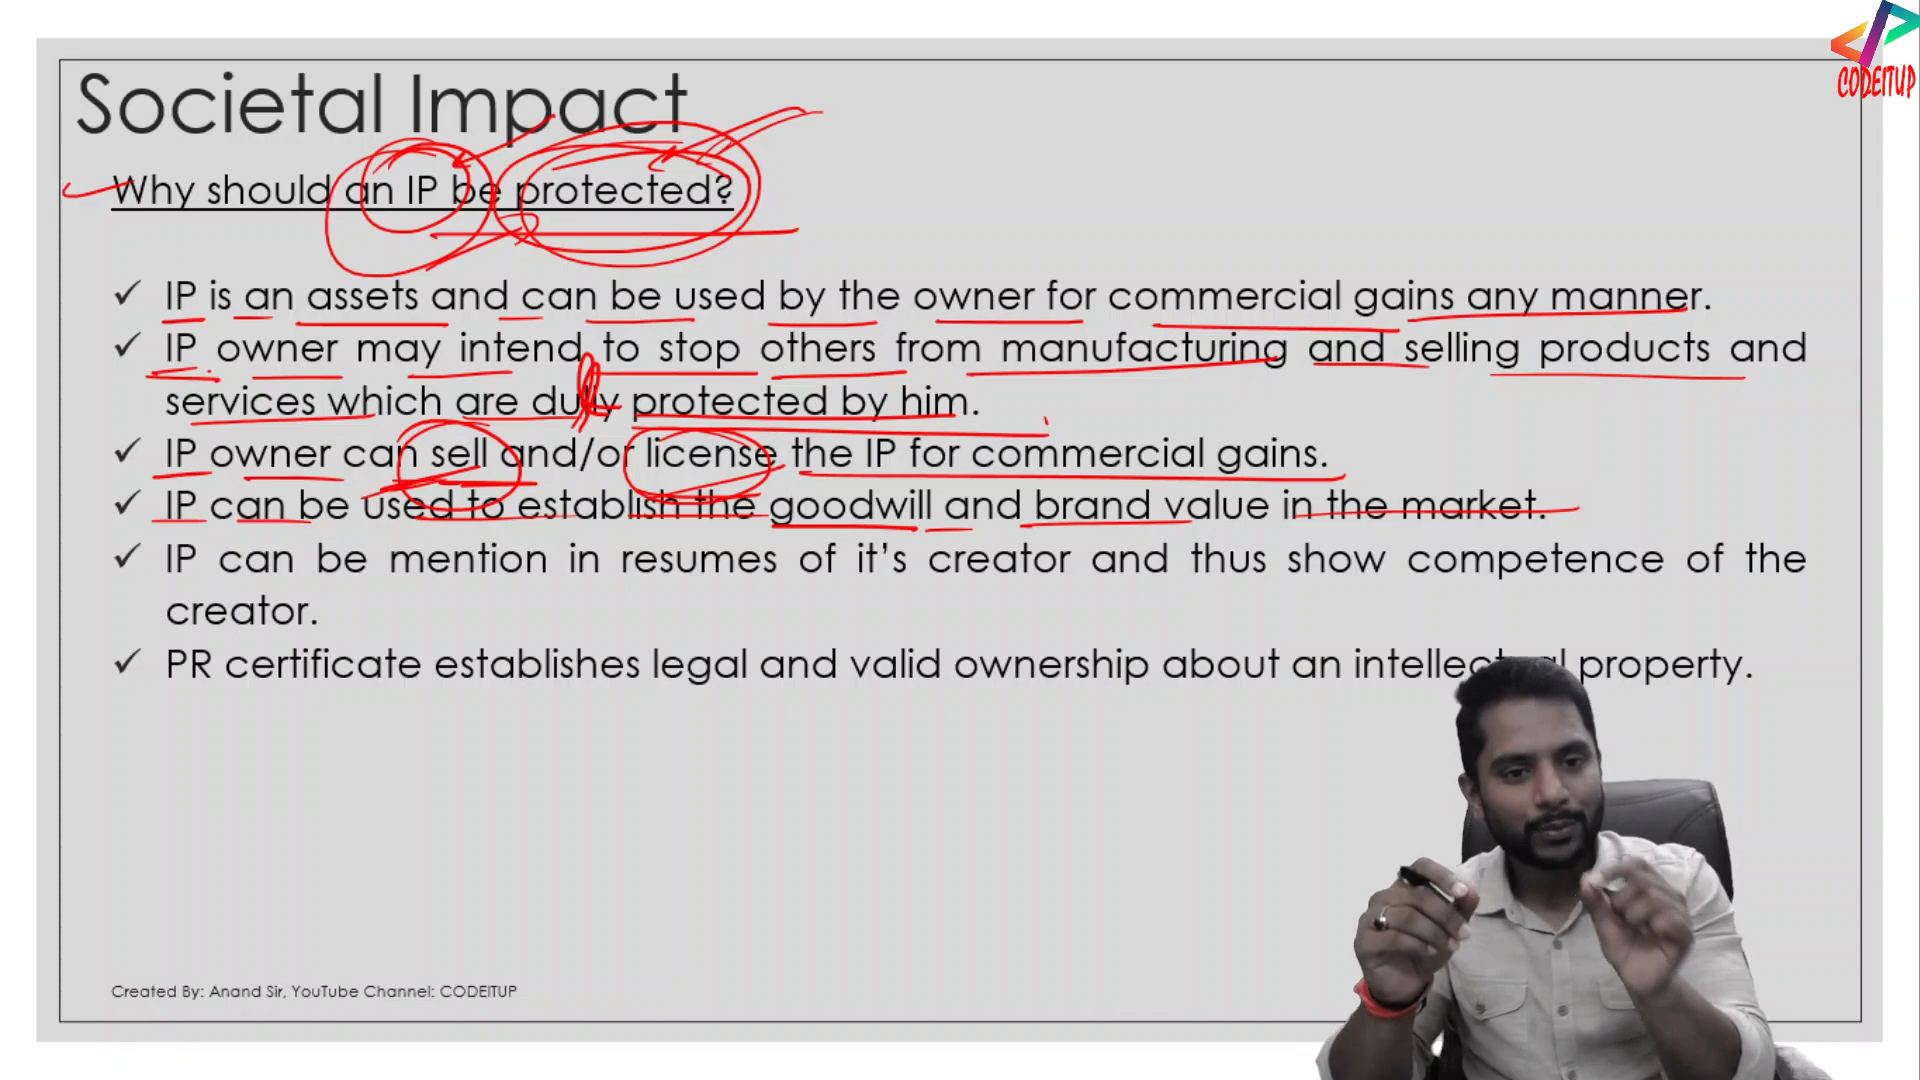 CODEITUP
Societal Impact
Why should an IP be protected?
✓ IP is an assets and can be used by the owner for commercial gains any manner.
✓ IP owner may intend to stop others from manufacturing and selling products and
services which are dully protected by him.
✓ IP owner can sell and/or license the IP for commercial gains.
✓ IP can be used to establish the goodwill and brand value in the market.
✓ IP can be mention in resumes of it’s creator and thus show competence of the
creator.
✓ PR certificate establishes legal and valid ownership about an intellectual property.
Created By: Anand Sir, YouTube Channel: CODEITUP